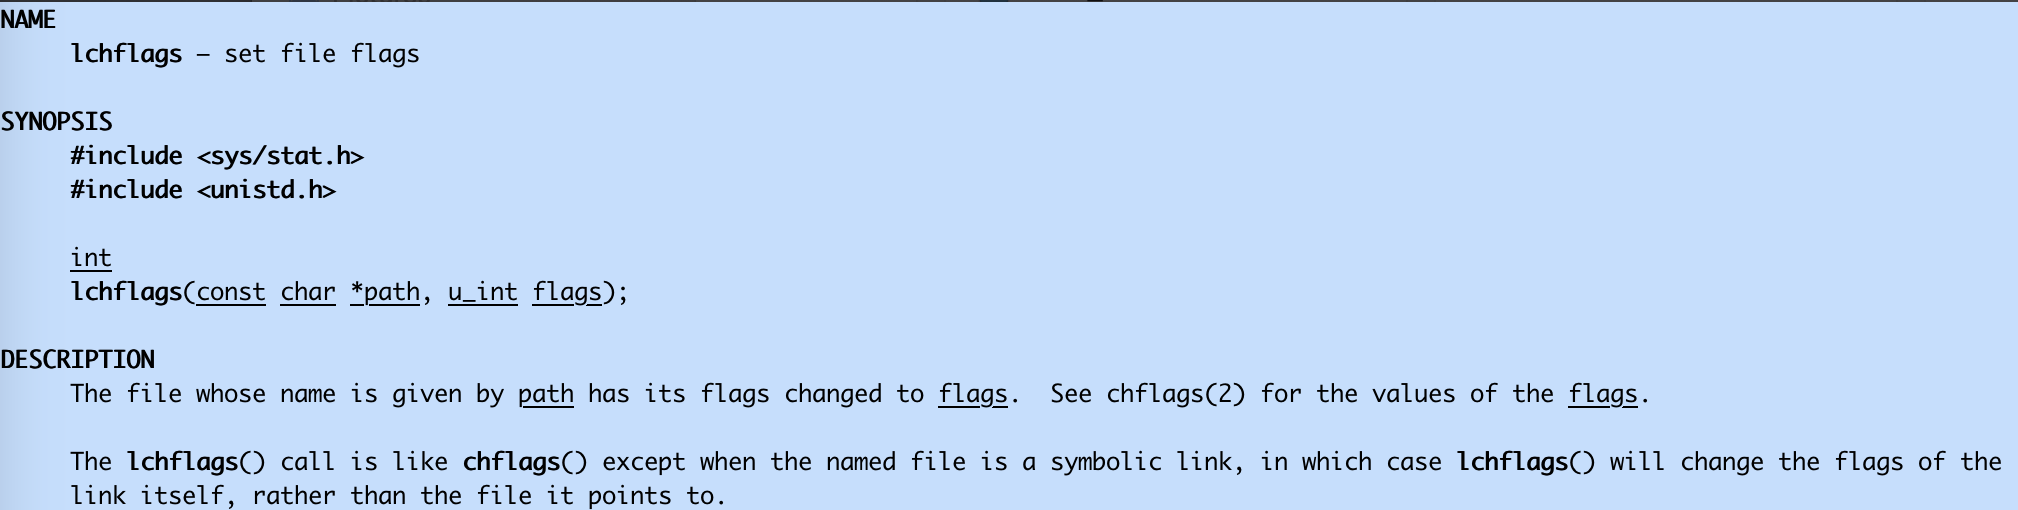 NAME
lchflags – set file flags
SYNOPSIS
#include <sys/stat.h>
#include <unistd.h>
int
lchflags(const char *path, u_int flags);
DESCRIPTION
The file whose name is given by path has its flags changed to flags.  See chflags(2) for the values of the flags.
The lchflags() call is like chflags() except when the named file is a symbolic link, in which case lchflags() will change the flags of the
link itself, rather than the file it points to.